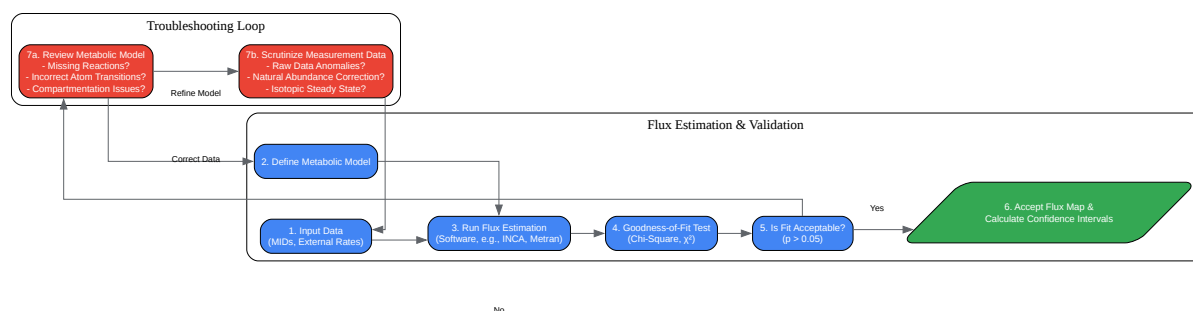 Troubleshooting Loop
7a. Review Metabolic Model
- Missing Reactions?
- Incorrect Atom Transitions?
- Compartmentation Issues?
7b. Scrutinize Measurement Data
- Raw Data Anomalies?
- Natural Abundance Correction?
- Isotopic Steady State?
Refine Model
Flux Estimation & Validation
Correct Data
2. Define Metabolic Model
1. Input Data
(MIDs, External Rates)
3. Run Flux Estimation
(Software, e.g., INCA, Metran)
4. Goodness-of-Fit Test
(Chi-Square, χ²)
5. Is Fit Acceptable?
(p > 0.05)
Yes
6. Accept Flux Map &
Calculate Confidence Intervals
No